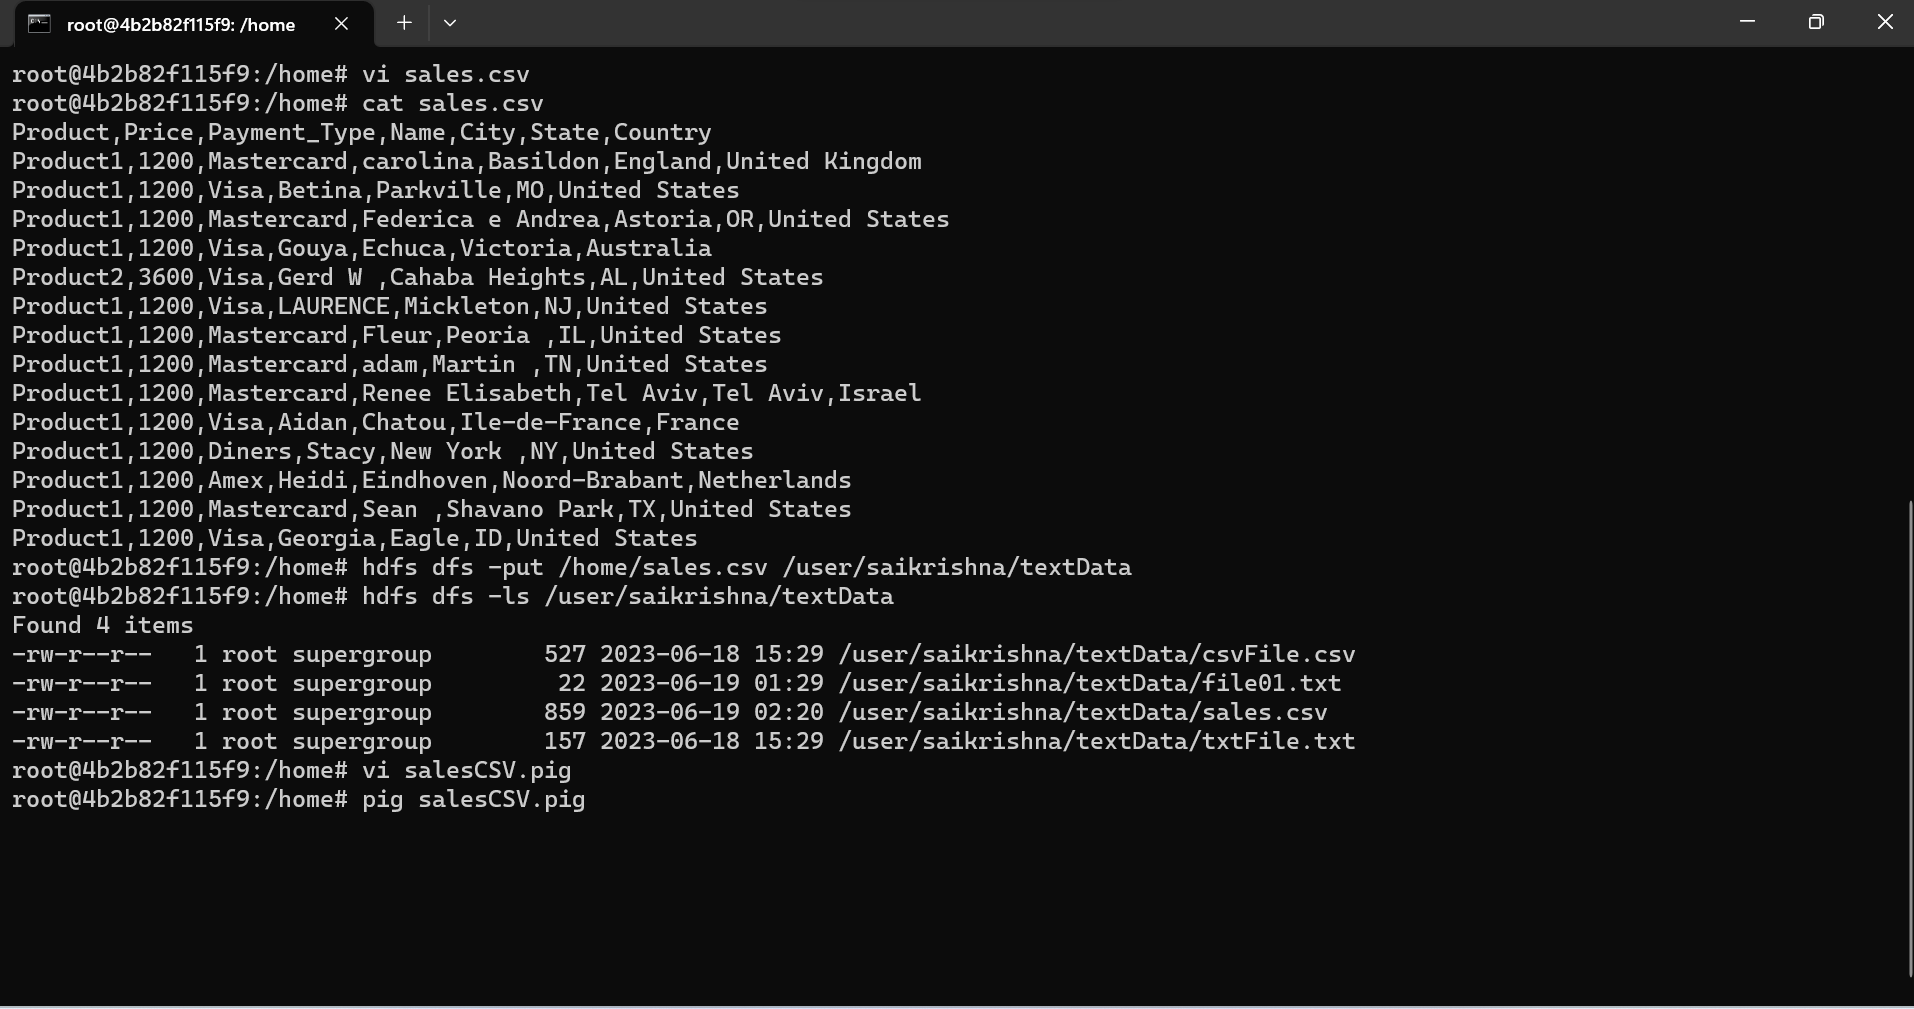 root@4b2b82f115f9: /home
root@4b2b82f115f9:/home# vi sales.csv
root@4b2b82f115f9:/home# cat sales.csv
Product,Price,Payment_Type,Name,City,State,Country
Product1,1200,Mastercard,carolina,Basildon,England,United Kingdom
Product1,1200,Visa,Betina,Parkville,MO,United States
Product1,1200,Mastercard,Federica e Andrea,Astoria,OR,United States
Product1,1200,Visa,Gouya,Echuca,Victoria,Australia
Product2,3600,Visa,Gerd W ,Cahaba Heights,AL,United States
Product1,1200,Visa,LAURENCE,Mickleton,NJ,United States
Product1,1200,Mastercard,Fleur,Peoria ,IL,United States
Product1,1200,Mastercard,adam,Martin ,TN,United States
Product1,1200,Mastercard,Renee Elisabeth,Tel Aviv,Tel Aviv,Israel
Product1,1200,Visa,Aidan,Chatou,Ile-de-France,France
Product1,1200,Diners,Stacy,New York ,NY,United States
Product1,1200,Amex,Heidi,Eindhoven,Noord-Brabant,Netherlands
Product1,1200,Mastercard,Sean ,Shavano Park,TX,United States
Product1,1200,Visa,Georgia,Eagle,ID,United States
root@4b2b82f115f9:/home# hdfs dfs -put /home/sales.csv /user/saikrishna/textData
root@4b2b82f115f9:/home# hdfs dfs -ls /user/saikrishna/textData
Found 4 items
-rw-r--r--   1 root supergroup        527 2023-06-18 15:29 /user/saikrishna/textData/csvFile.csv
-rw-r--r--   1 root supergroup         22 2023-06-19 01:29 /user/saikrishna/textData/file01.txt
-rw-r--r--   1 root supergroup        859 2023-06-19 02:20 /user/saikrishna/textData/sales.csv
-rw-r--r--   1 root supergroup        157 2023-06-18 15:29 /user/saikrishna/textData/txtFile.txt
root@4b2b82f115f9:/home# vi salesCSV.pig
root@4b2b82f115f9:/home# pig salesCSV.pig